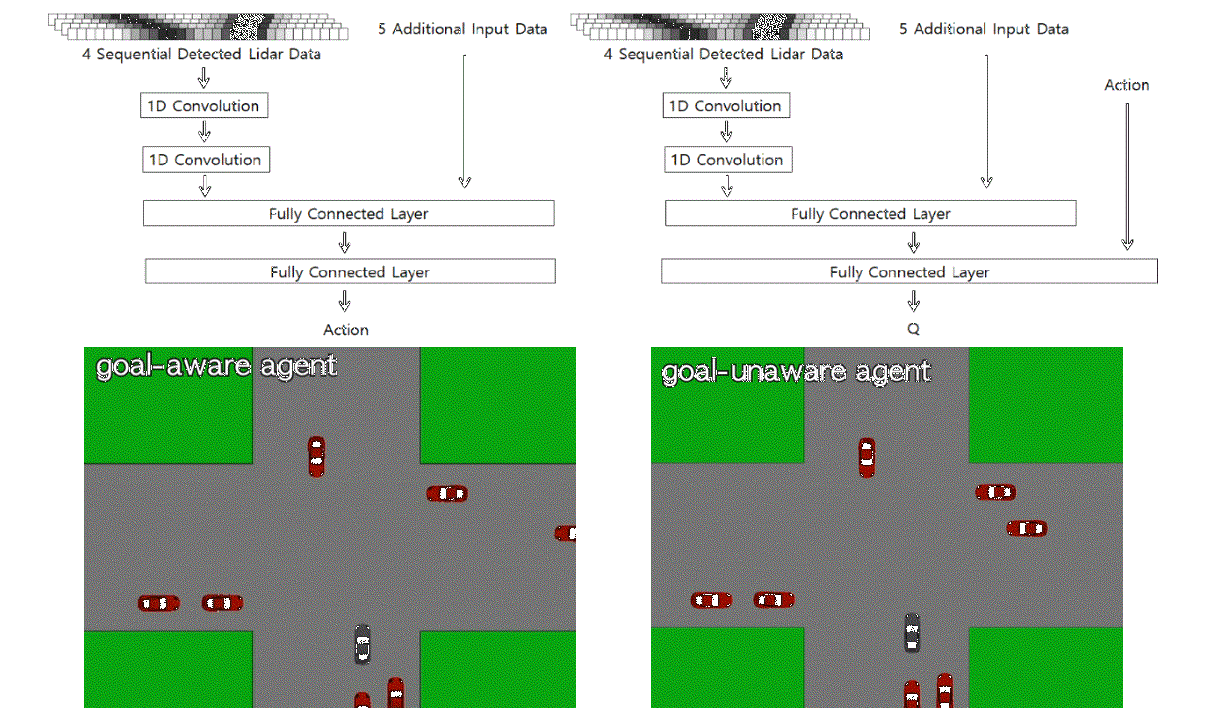 5 Additional Input Data
4 Sequential Detected Lidar Data
1D Convolution
1D Convolution
Fully Connected Layer
Fully Connected Layer
Action
5 Additional Input Data
4 Sequential Detected Lidar Data
Action
1D Convolution
1D Convolution
Fully Connected Layer
Fully Connected Layer
Q
goal-aware agent
goal-unaware agent